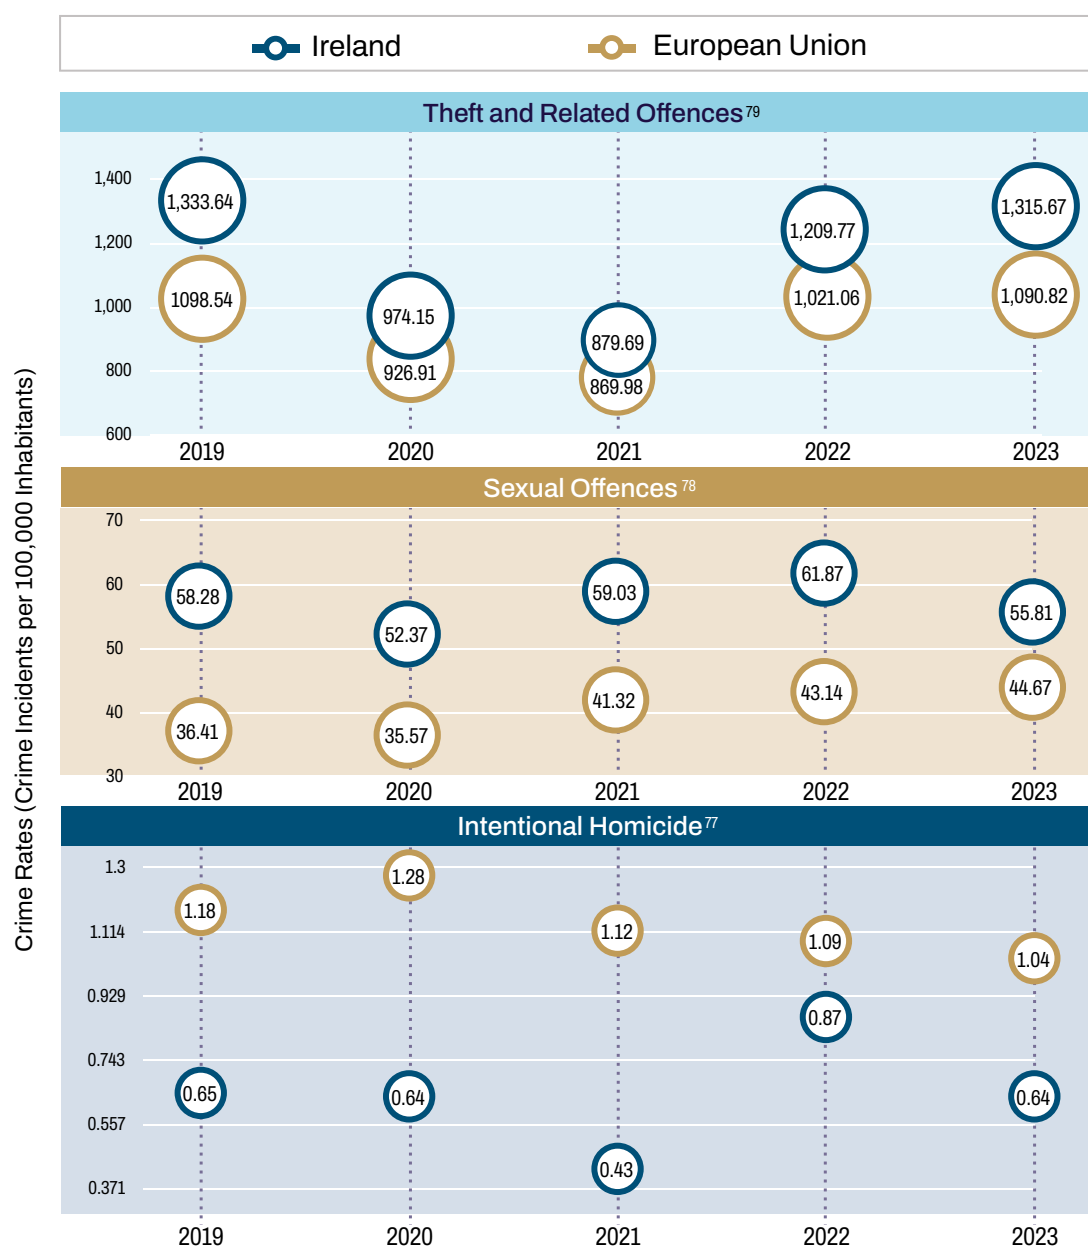 Ireland European Union
Crime Rates (Crime Incidents per 100,000 Inhabitants)
Theft and Related Offences 79
1,400
1,200
1,000
800
600
1,333.64 974.15 879.69 1,209.77 1,315.67
1098.54 926.91 869.98 1,021.06 1,090.82
2019 2020 2021 2022 2023
Sexual Offences 78
70
60
50
40
30
58.28 52.37 59.03 61.87 55.81
36.41 35.57 41.32 43.14 44.67
2019 2020 2021 2022 2023
Intentional Homicide 77
1.3
1.114
0.929
0.743
0.557
0.371
1.18 1.28 1.12 1.09 1.04
0.65 0.64 0.43 0.87 0.64
2019 2020 2021 2022 2023